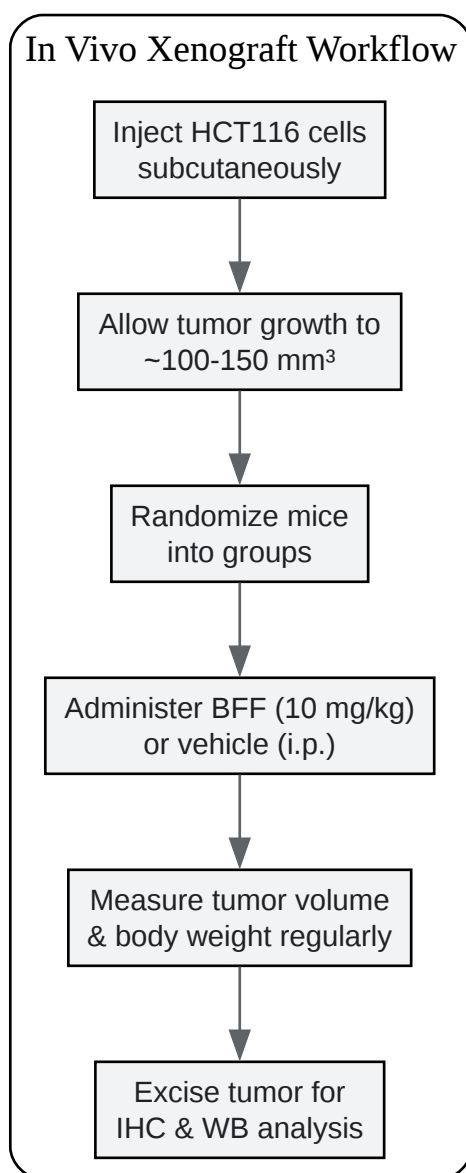 In Vivo Xenograft Workflow
Inject HCT116 cells
subcutaneously
Allow tumor growth to
~100-150 mm³
Randomize mice
into groups
Administer BFF (10 mg/kg)
or vehicle (i.p.)
Measure tumor volume
& body weight regularly
Excise tumor for
IHC & WB analysis